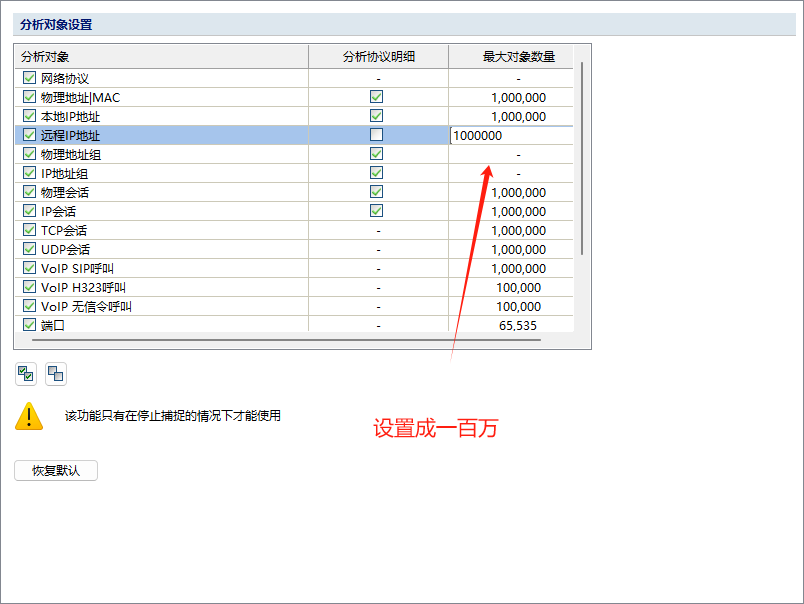 分析对象设置
分析对象 分析协议明细 最大对象数量
网络协议 - -
物理地址|MAC 1,000,000
本地IP地址 1,000,000
远程IP地址 1000000
物理地址组 -
IP地址组 -
物理会话 1,000,000
IP会话 1,000,000
TCP会话 - 1,000,000
UDP会话 - 1,000,000
VoIP SIP呼叫 - 1,000,000
VoIP H323呼叫 - 100,000
VoIP 无信令呼叫 - 100,000
端口 - 65,535
该功能只有在停止捕捉的情况下才能使用
设置成一百万
恢复默认